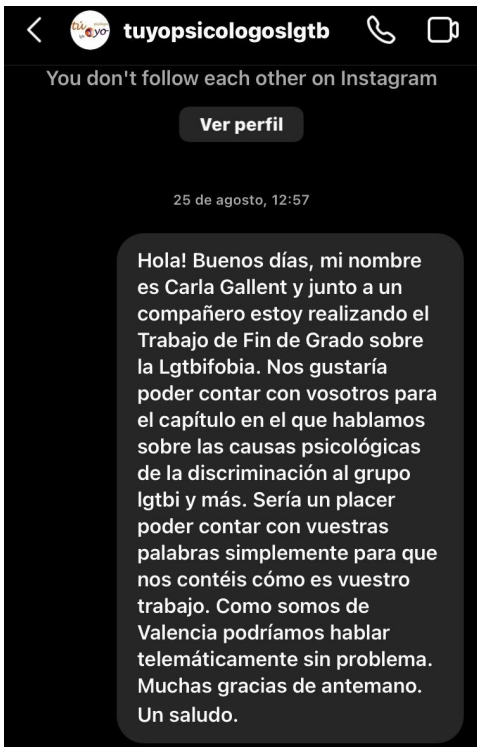 tú yyo
tuyopsicologoslgtb
You don't follow each other on Instagram
Ver perfil
25 de agosto, 12:57
Hola! Buenos días, mi nombre
es Carla Gallent y junto a un
compañero estoy realizando el
Trabajo de Fin de Grado sobre
la Lgtbifobia. Nos gustaría
poder contar con vosotros para
el capítulo en el que hablamos
sobre las causas psicológicas
de la discriminación al grupo
lgtbi y más. Sería un placer
poder contar con vuestras
palabras simplemente para que
nos contéis cómo es vuestro
trabajo. Como somos de
Valencia podríamos hablar
telemáticamente sin problema.
Muchas gracias de antemano.
Un saludo.